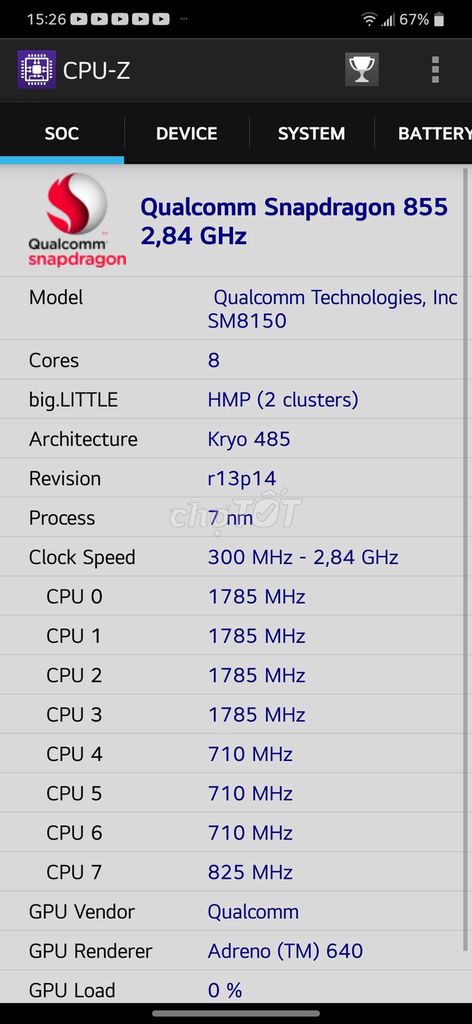 15:26 67%
CPU-Z
SOC DEVICE SYSTEM BATTERY
Qualcomm snapdragon
Qualcomm Snapdragon 855
2,84 GHz
Model Qualcomm Technologies, Inc
SM8150
Cores 8
big.LITTLE HMP (2 clusters)
Architecture Kryo 485
Revision r13p14
chợTỐT
Process 7 nm
Clock Speed 300 MHz - 2,84 GHz
CPU 0 1785 MHz
CPU 1 1785 MHz
CPU 2 1785 MHz
CPU 3 1785 MHz
CPU 4 710 MHz
CPU 5 710 MHz
CPU 6 710 MHz
CPU 7 825 MHz
GPU Vendor Qualcomm
GPU Renderer Adreno (TM) 640
GPU Load 0 %